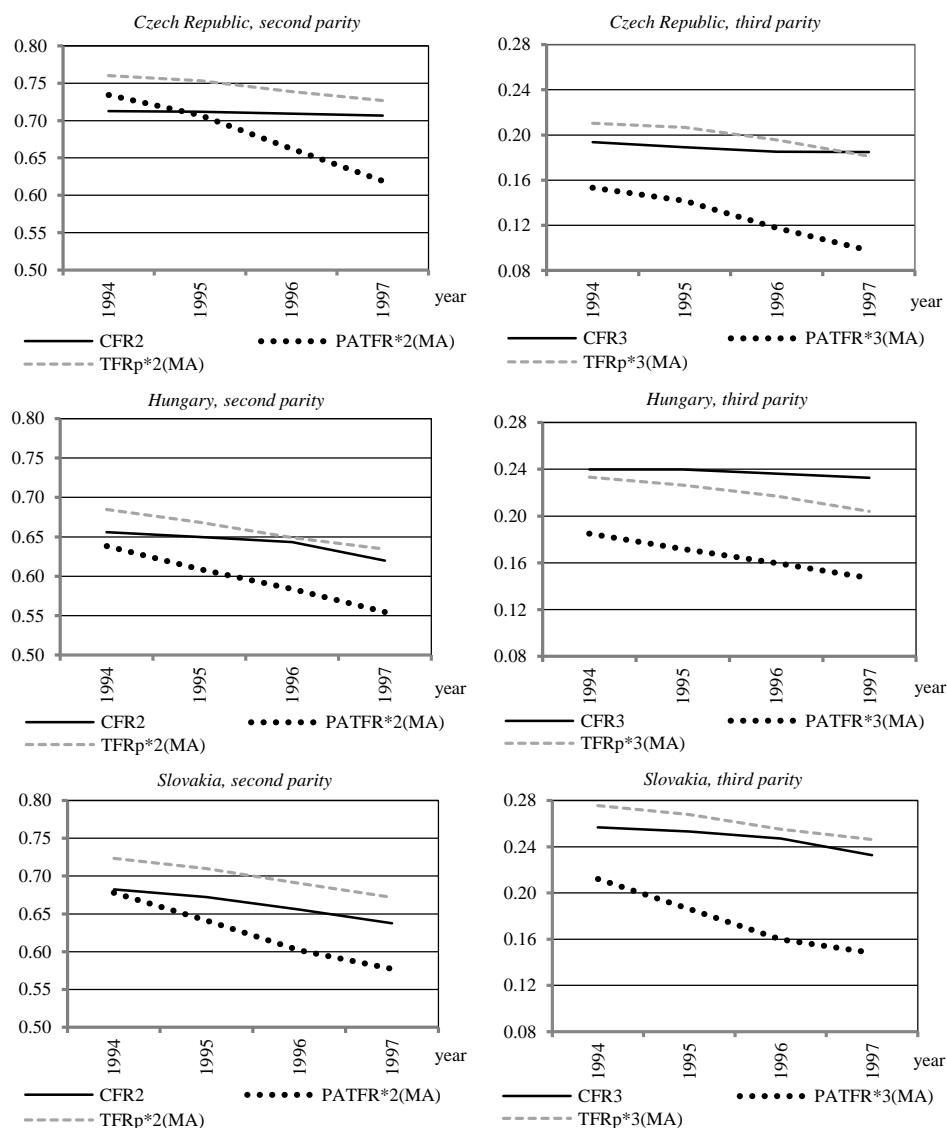 Czech Republic, second parity
0.80
0.75
0.70
0.65
0.60
0.55
0.50
1994
1995
1996
1997
year
CFR2
PATFR*2(MA)
TFRp*2(MA)
Czech Republic, third parity
0.28
0.24
0.20
0.16
0.12
0.08
1994
1995
1996
1997
year
CFR3
PATFR*3(MA)
TFRp*3(MA)
Hungary, second parity
0.80
0.75
0.70
0.65
0.60
0.55
0.50
1994
1995
1996
1997
year
CFR2
PATFR*2(MA)
TFRp*2(MA)
Hungary, third parity
0.28
0.24
0.20
0.16
0.12
0.08
1994
1995
1996
1997
year
CFR3
PATFR*3(MA)
TFRp*3(MA)
Slovakia, second parity
0.80
0.75
0.70
0.65
0.60
0.55
0.50
1994
1995
1996
1997
year
CFR2
PATFR*2(MA)
TFRp*2(MA)
Slovakia, third parity
0.28
0.24
0.20
0.16
0.12
0.08
1994
1995
1996
1997
year
CFR3
PATFR*3(MA)
TFRp*3(MA)